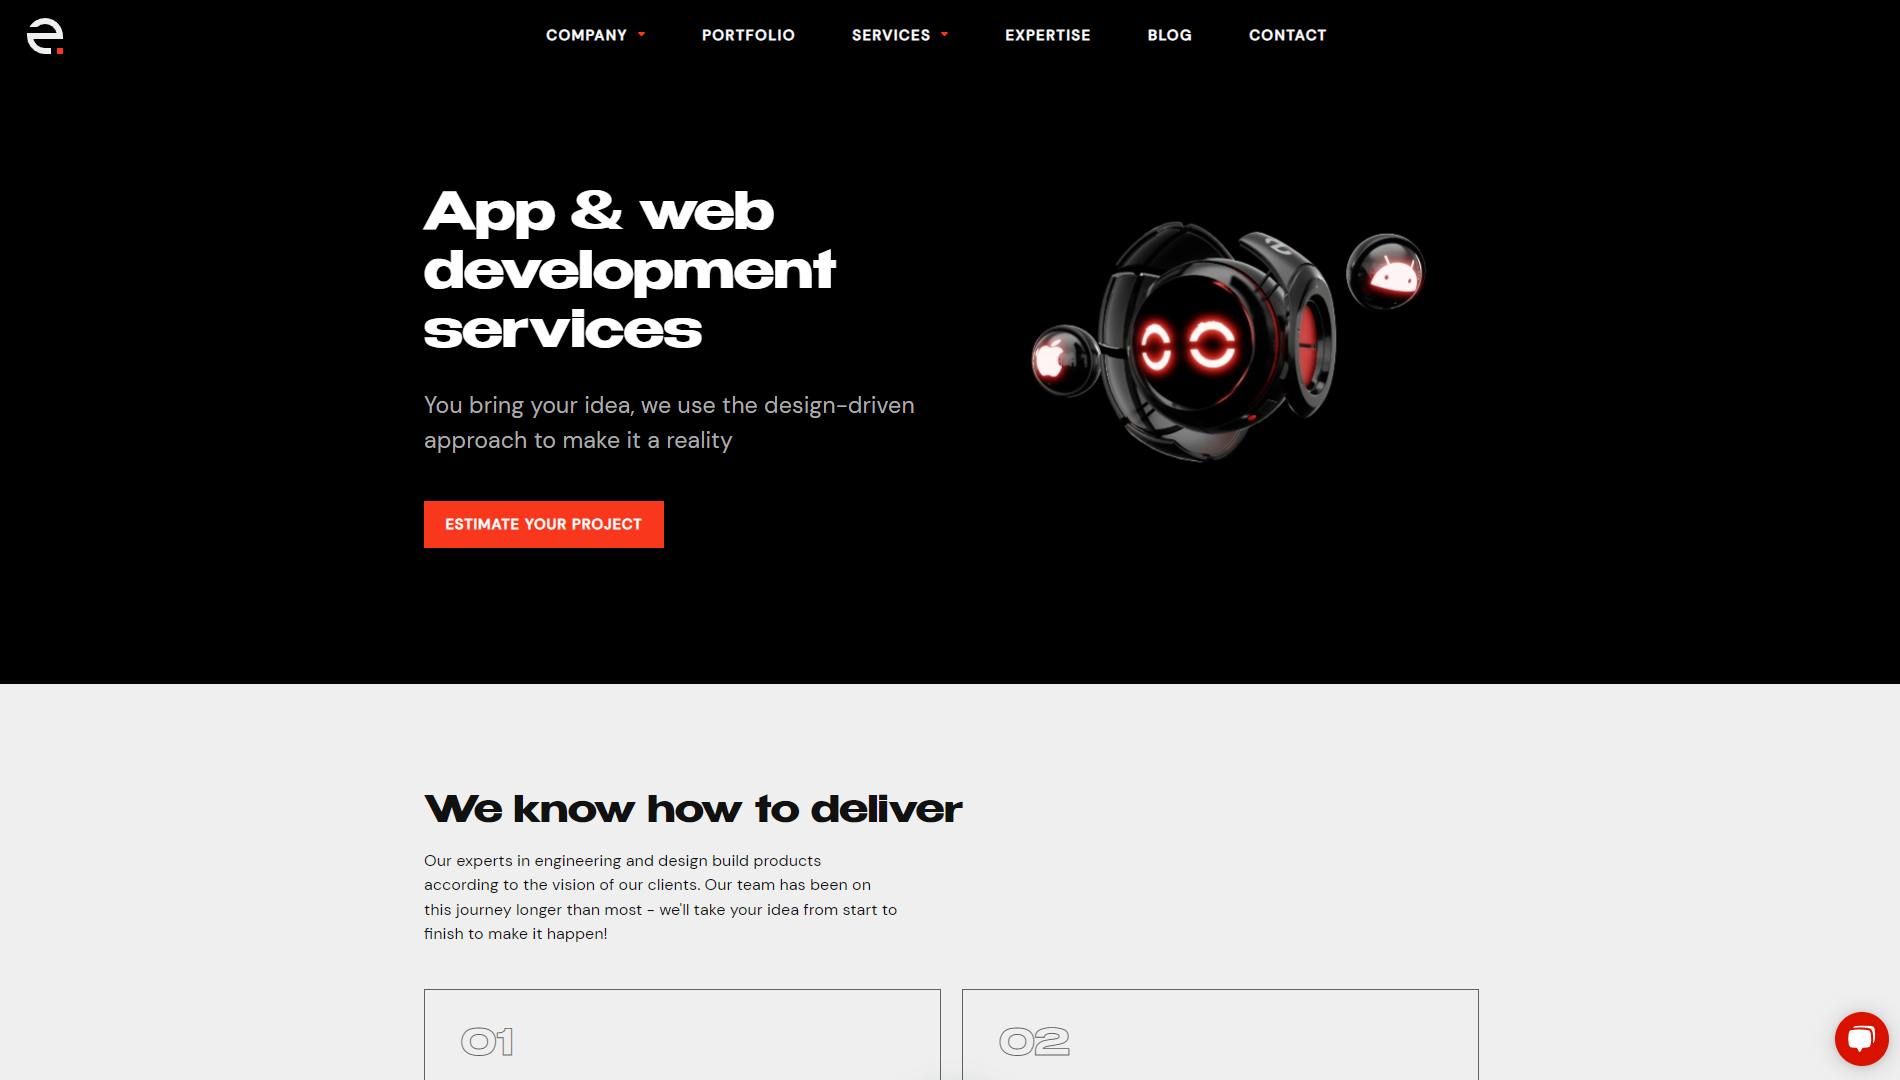 e.
COMPANY PORTFOLIO SERVICES EXPERTISE BLOG CONTACT
App & web
development
services
You bring your idea, we use the design-driven
approach to make it a reality
ESTIMATE YOUR PROJECT
We know how to deliver
Our experts in engineering and design build products
according to the vision of our clients. Our team has been on
this journey longer than most - we'll take your idea from start to
finish to make it happen!
01
02